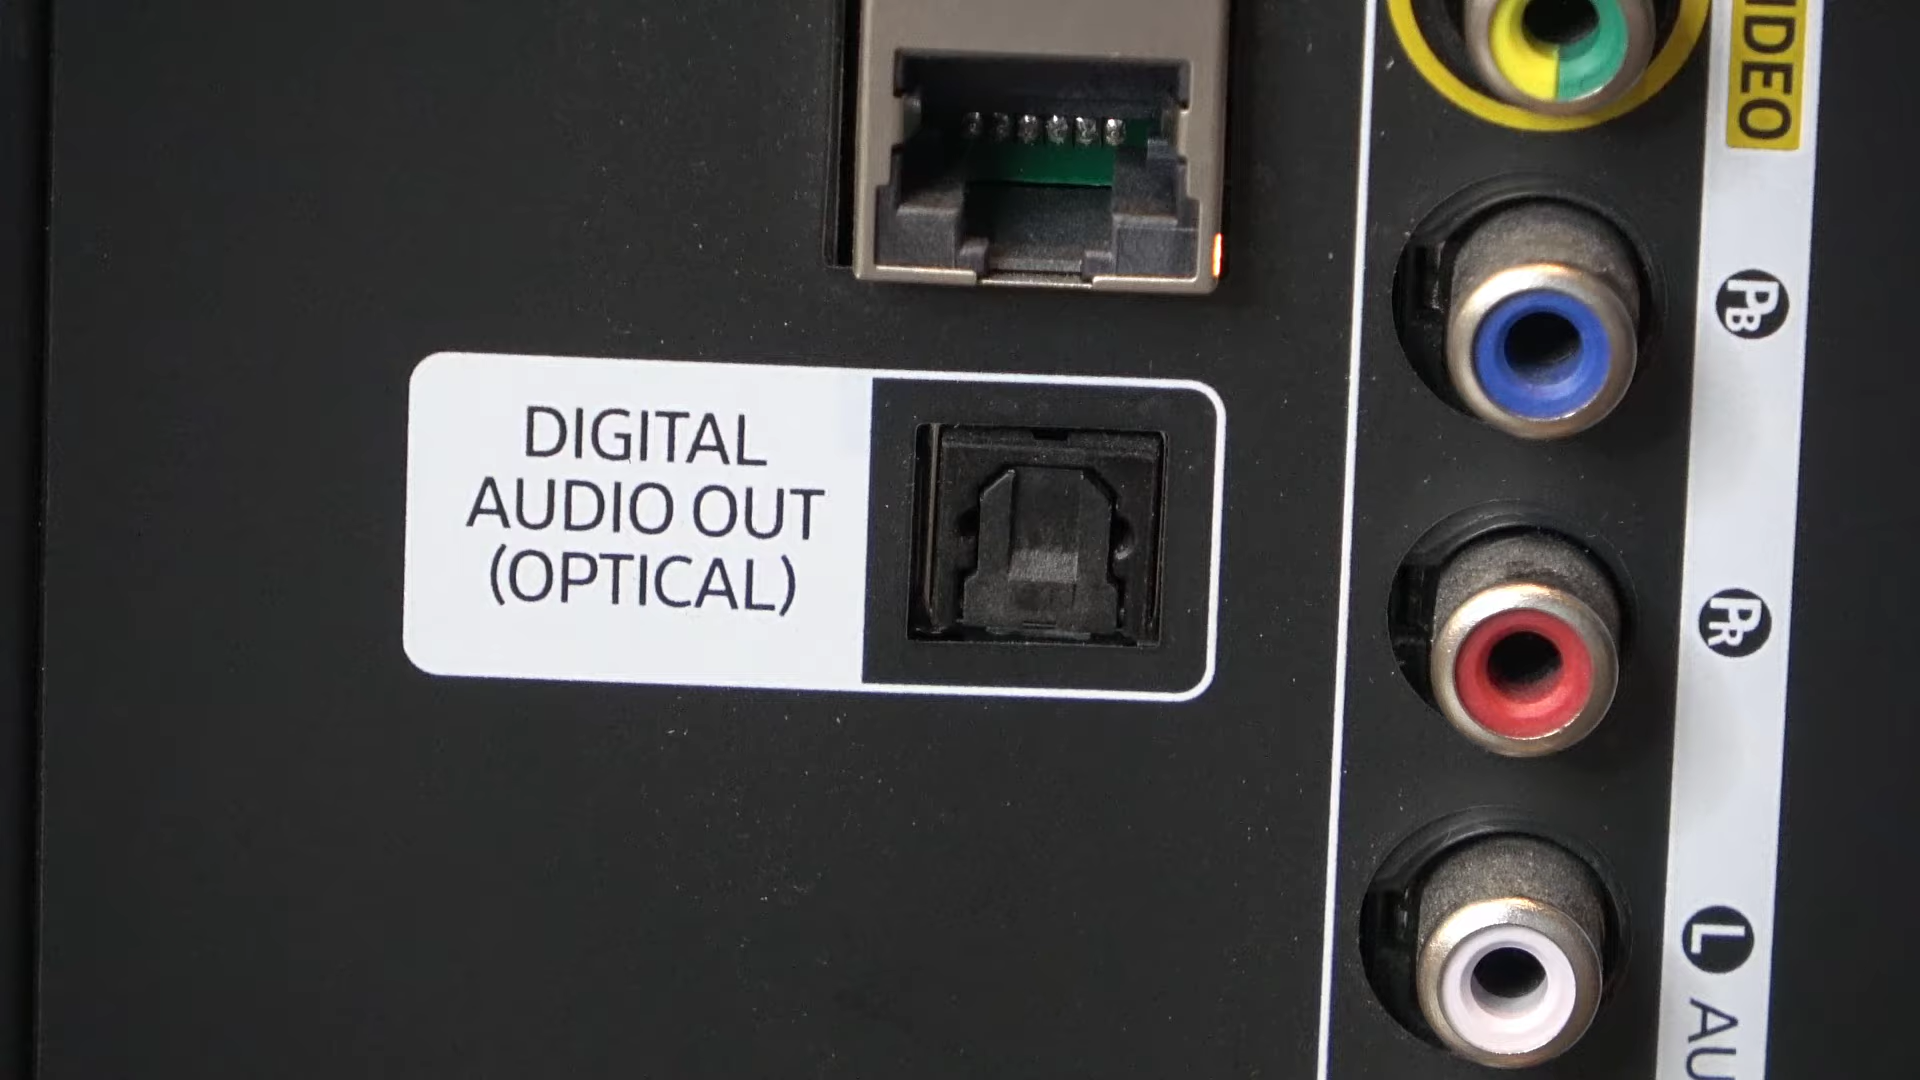 DIGITAL
AUDIO OUT
(OPTICAL)
IDEO
PB
PR
L
AU